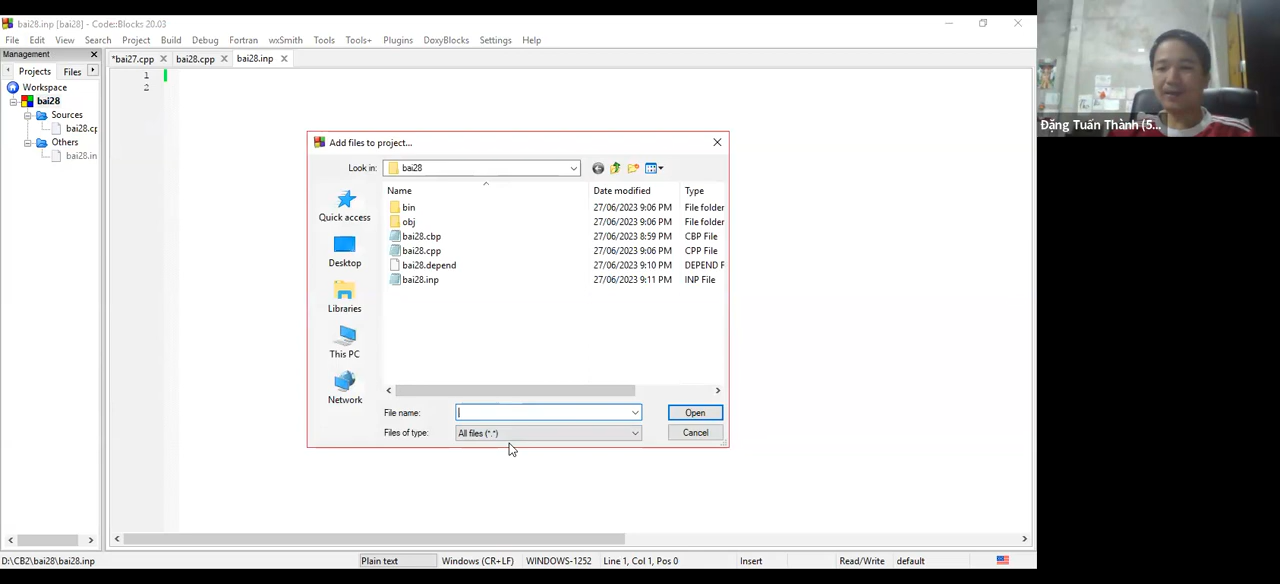 bai28.inp [bai28] - Code::Blocks 20.03
File Edit View Search Project Build Debug Fortran wxSmith Tools Tools+ Plugins DoxyBlocks Settings Help
Management
*bai27.cpp bai28.cpp bai28.inp
Projects Files
1
2
Workspace
bai28
Sources
bai28.cp
Others
bai28.in
Add files to project...
Look in: bai28
Name Date modified Type
Quick access
Desktop
Libraries
This PC
Network
bin 27/06/2023 9:06 PM File folder
obj 27/06/2023 9:06 PM File folder
bai28.cbp 27/06/2023 8:59 PM CBP File
bai28.cpp 27/06/2023 9:06 PM CPP File
bai28.depend 27/06/2023 9:10 PM DEPEND F
bai28.inp 27/06/2023 9:11 PM INP File
File name: Open
Files of type: All files (*.*) Cancel
D:\CB2\bai28\bai28.inp Plain text Windows (CR+LF) WINDOWS-1252 Line 1, Col 1, Pos 0 Insert Read/Write default
Đặng Tuấn Thành (5...